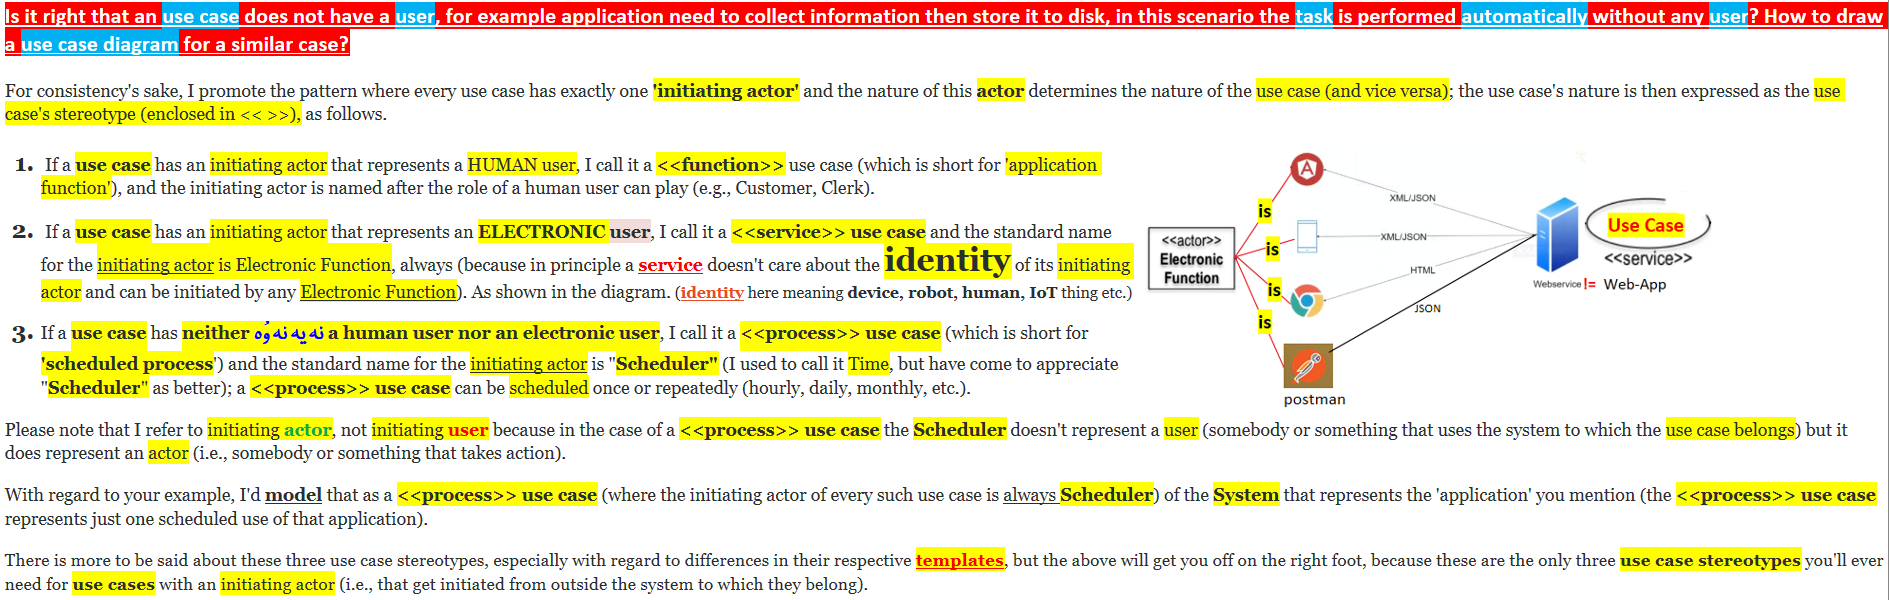 Is it right that an use case does not have a user, for example application need to collect information then store it to disk, in this scenario the task is performed automatically without any user? How to draw
a use case diagram for a similar case?
For consistency's sake, I promote the pattern where every use case has exactly one 'initiating actor' and the nature of this actor determines the nature of the use case (and vice versa); the use case's nature is then expressed as the use
case's stereotype (enclosed in << >>), as follows.
1. If a use case has an initiating actor that represents a HUMAN user, I call it a <<function>> use case (which is short for 'application
function'), and the initiating actor is named after the role of a human user can play (e.g., Customer, Clerk).
2. If a use case has an initiating actor that represents an ELECTRONIC user, I call it a <<service>> use case and the standard name
for the initiating actor is Electronic Function, always (because in principle a service doesn't care about the identity of its initiating
actor and can be initiated by any Electronic Function). As shown in the diagram. (identity here meaning device, robot, human, IoT thing etc.)
3. If a use case has neither نه یه نه وُه a human user nor an electronic user, I call it a <<process>> use case (which is short for
'scheduled process') and the standard name for the initiating actor is "Scheduler" (I used to call it Time, but have come to appreciate
"Scheduler" as better); a <<process>> use case can be scheduled once or repeatedly (hourly, daily, monthly, etc.).
<<actor>>
Electronic
Function
is
is
is
is
XML/JSON
XML/JSON
HTML
JSON
postman
Use Case
<<service>>
Webservice != Web-App
Please note that I refer to initiating actor, not initiating user because in the case of a <<process>> use case the Scheduler doesn't represent a user (somebody or something that uses the system to which the use case belongs) but it
does represent an actor (i.e., somebody or something that takes action).
With regard to your example, I'd model that as a <<process>> use case (where the initiating actor of every such use case is always Scheduler) of the System that represents the 'application' you mention (the <<process>> use case
represents just one scheduled use of that application).
There is more to be said about these three use case stereotypes, especially with regard to differences in their respective templates, but the above will get you off on the right foot, because these are the only three use case stereotypes you'll ever
need for use cases with an initiating actor (i.e., that get initiated from outside the system to which they belong).